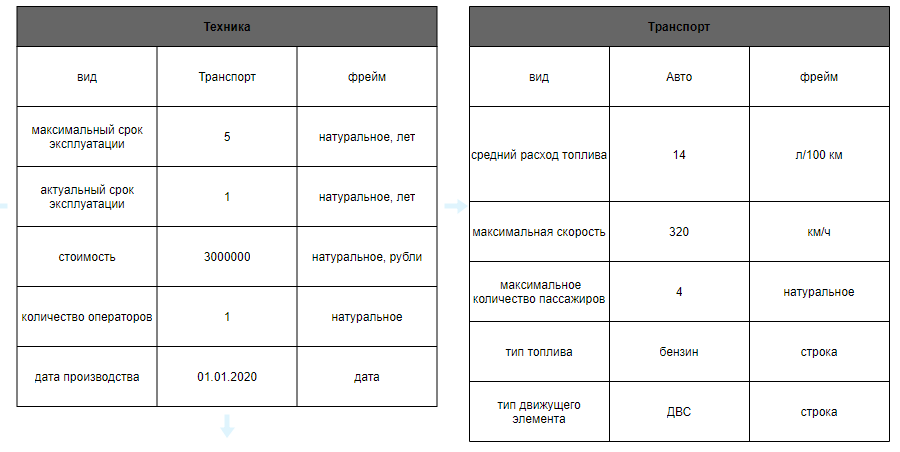 Техника
вид Транспорт фрейм
максимальный срок
эксплуатации
5 натуральное, лет
актуальный срок
эксплуатации
1 натуральное, лет
стоимость 3000000 натуральное, рубли
количество операторов 1 натуральное
дата производства 01.01.2020 дата
Транспорт
вид Авто фрейм
средний расход топлива 14 л/100 км
максимальная скорость 320 км/ч
максимальное
количество пассажиров
4 натуральное
тип топлива бензин строка
тип движущего
элемента
ДВС строка